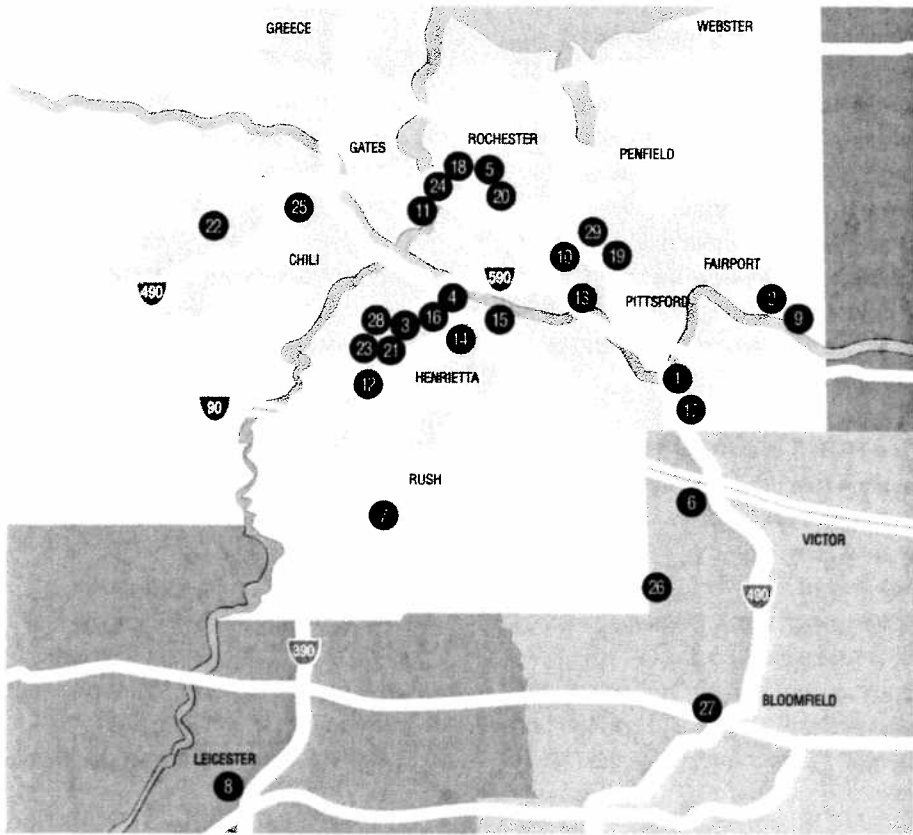 GREECE
WEBSTER
ROCHESTER
GATES
PENFIELD
18
5
24
20
11
25
22
29
10
19
CHILI
FAIRPORT
590
490
4
13
PITTSFORD
9
28
3
16
15
14
23
21
12
HENRIETTA
1
90
RUSH
7
6
VICTOR
26
490
390
27
BLOOMFIELD
LEICESTER
8